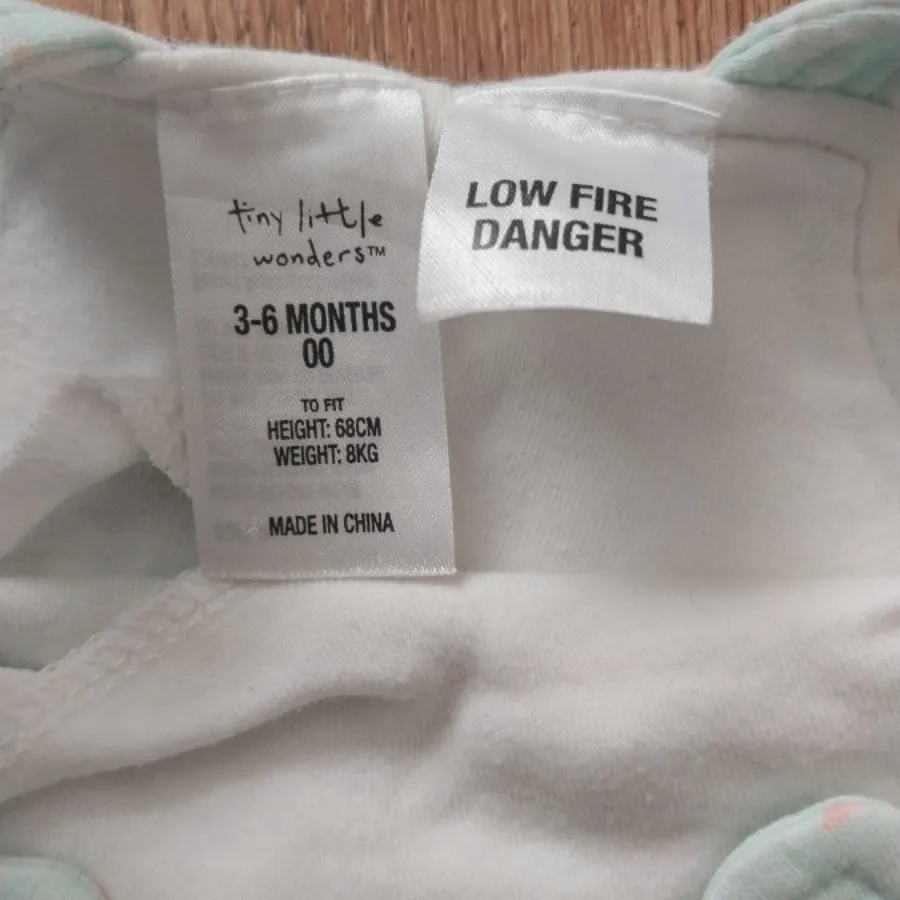 tiny little
wonders™
3-6 MONTHS
00
TO FIT
HEIGHT: 68CM
WEIGHT: 8KG
MADE IN CHINA
LOW FIRE
DANGER